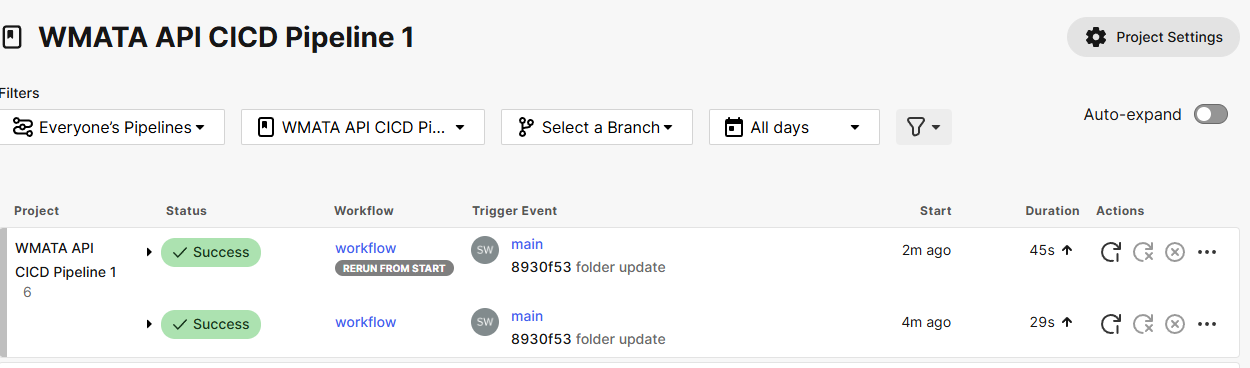 WMATA API CICD Pipeline 1
Project Settings
Filters
Everyone's Pipelines
WMATA API CICD Pi...
Select a Branch
All days
Auto-expand
Project Status Workflow Trigger Event Start Duration Actions
WMATA API CICD Pipeline 1
6
Success
workflow
RERUN FROM START
SW
main
8930f53 folder update
2m ago
45s
Success
workflow
SW
main
8930f53 folder update
4m ago
29s